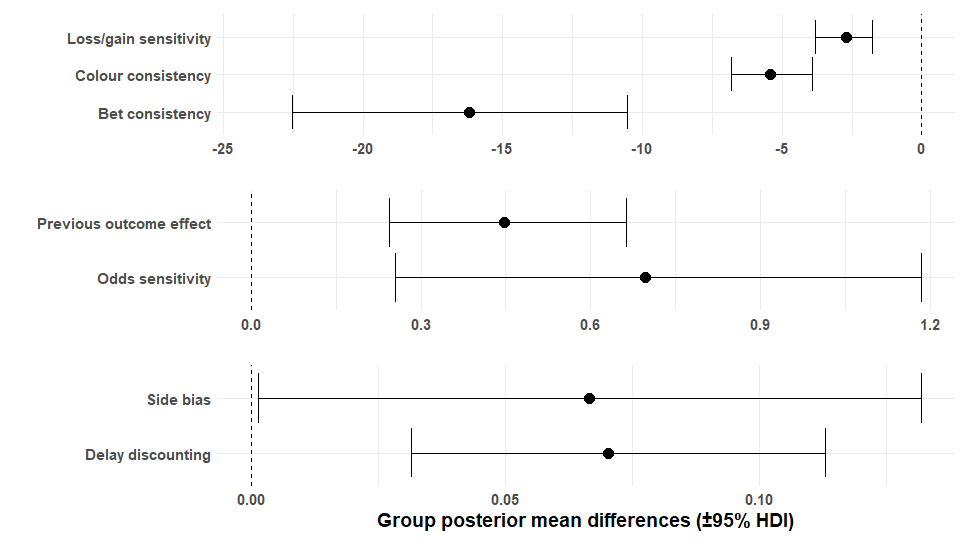 Loss/gain sensitivity
Colour consistency
Bet consistency
-25 -20 -15 -10 -5 0
Previous outcome effect
Odds sensitivity
0.0 0.3 0.6 0.9 1.2
Side bias
Delay discounting
0.00 0.05 0.10
Group posterior mean differences (±95% HDI)